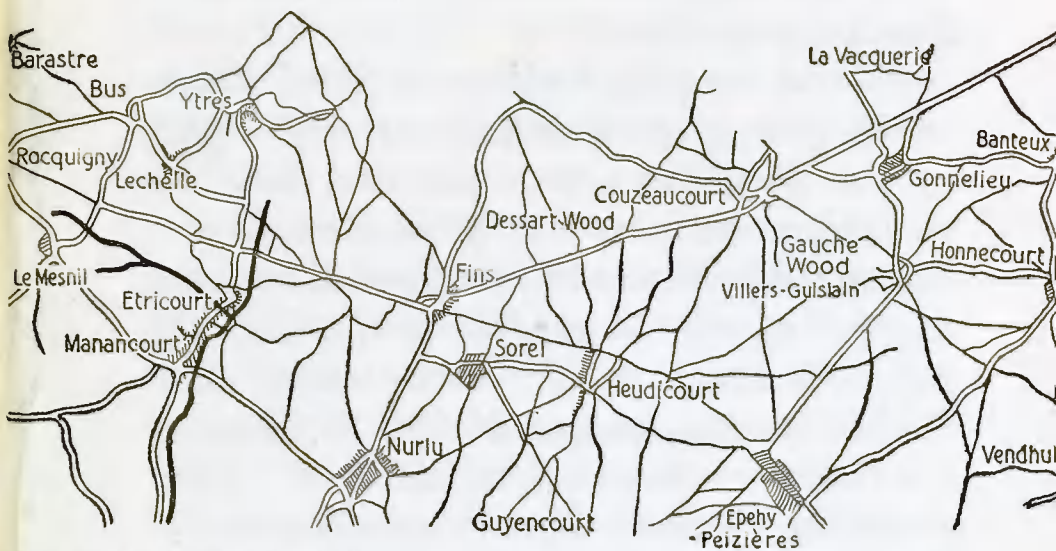 Barastre
Bus
Ytres
La Vacquerie
Rocquigny
Lechelle
Banteux
Gonnelieu
Couzeaucourt
Dessart-Wood
Le Mesnil
Etricourt
Fins
Gauche
Wood
Honnecourt
Villers-Guislain
Manancourt
Sorel
Heudicourt
Nurlu
Vendhul
Guyencourt
Epehy
-Peizières